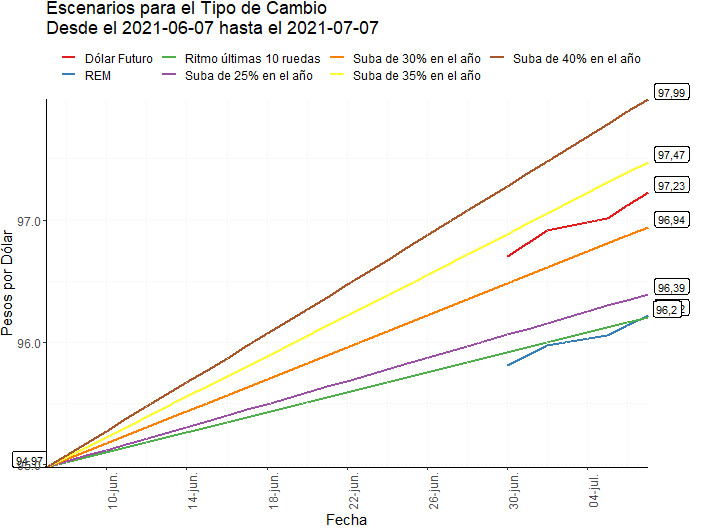 Escenarios para el Tipo de Cambio
Desde el 2021-06-07 hasta el 2021-07-07
Dólar Futuro
Ritmo últimas 10 ruedas
Suba de 30% en el año
Suba de 40% en el año
REM
Suba de 25% en el año
Suba de 35% en el año
97,99
97,47
97,23
97.0
96,94
Pesos por Dólar
96,39
96,2
96.0
94,97
10-jun.
14-jun.
18-jun.
22-jun.
26-jun.
30-jun.
04-jul.
Fecha